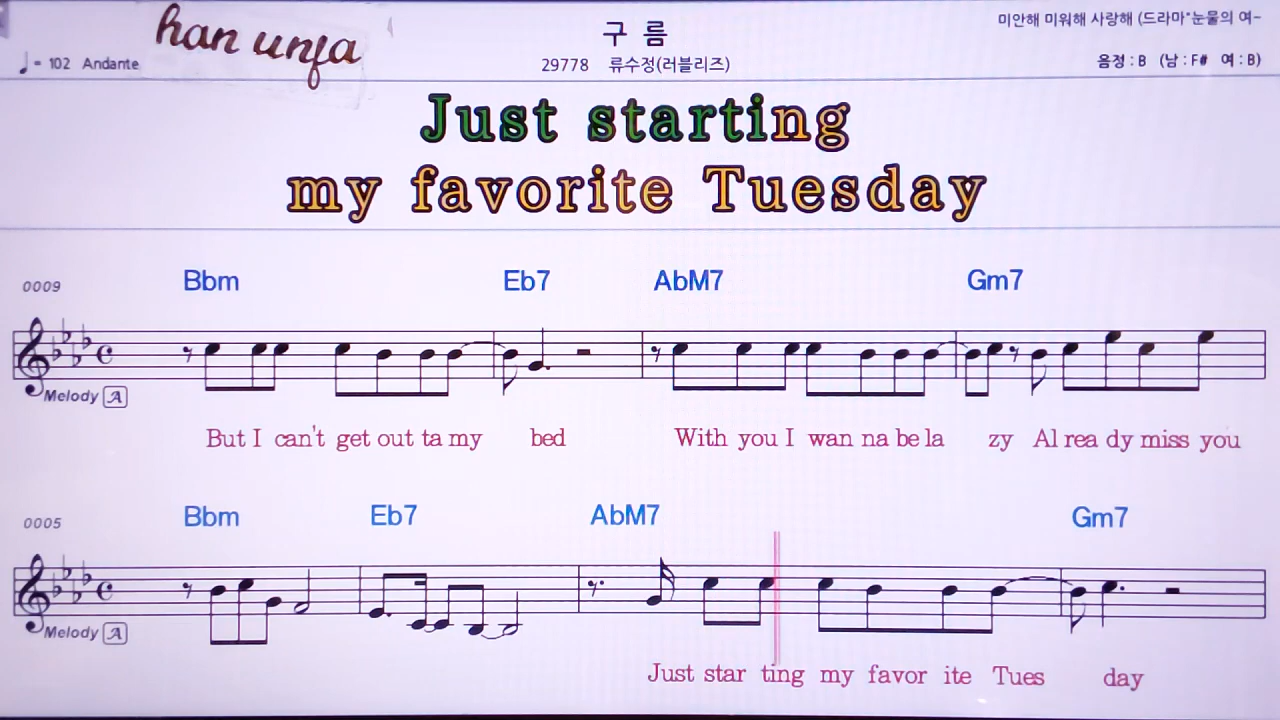 han unfa
구 름
미안해 미워해 사랑해 (드라마"눈물의 여~
♩= 102 Andante
29778 류수정(러블리즈)
음정 : B (남 : F# 여 : B)
Just starting
my favorite Tuesday
0009 Bbm Eb7 AbM7 Gm7
Melody A
But I can't get out ta my bed With you I wan na be la zy Al rea dy miss you
0005 Bbm Eb7 AbM7 Gm7
Melody A
Just star ting my favor ite Tues day